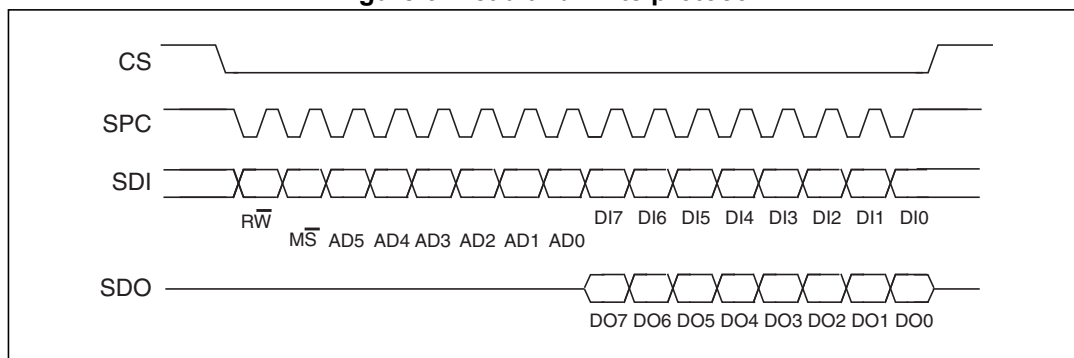 CS
SPC
SDI
RW̅
DI7 DI6 DI5 DI4 DI3 DI2 DI1 DI0
MS̅ AD5 AD4 AD3 AD2 AD1 AD0
SDO
DO7 DO6 DO5 DO4 DO3 DO2 DO1 DO0